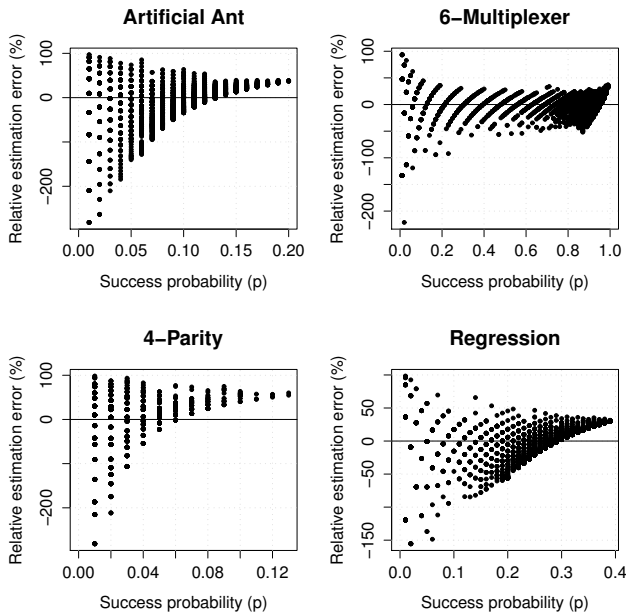 Artificial Ant
Relative estimation error (%)
−200 0 100
0.00 0.05 0.10 0.15 0.20
Success probability (p)
6−Multiplexer
Relative estimation error (%)
−200 −100 0 100
0.0 0.2 0.4 0.6 0.8 1.0
Success probability (p)
4−Parity
Relative estimation error (%)
−200 0 100
0.00 0.04 0.08 0.12
Success probability (p)
Regression
Relative estimation error (%)
−150 −50 0 50
0.0 0.1 0.2 0.3 0.4
Success probability (p)